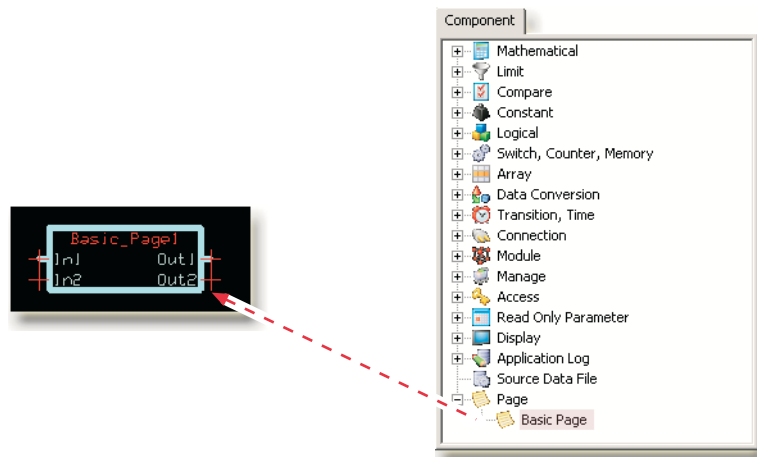 Component
Mathematical
Limit
Compare
Constant
Logical
Switch, Counter, Memory
Array
Data Conversion
Transition, Time
Connection
Module
Manage
Access
Read Only Parameter
Display
Application Log
Source Data File
Page
Basic Page
Basic_Page1
In1 Out1
In2 Out2